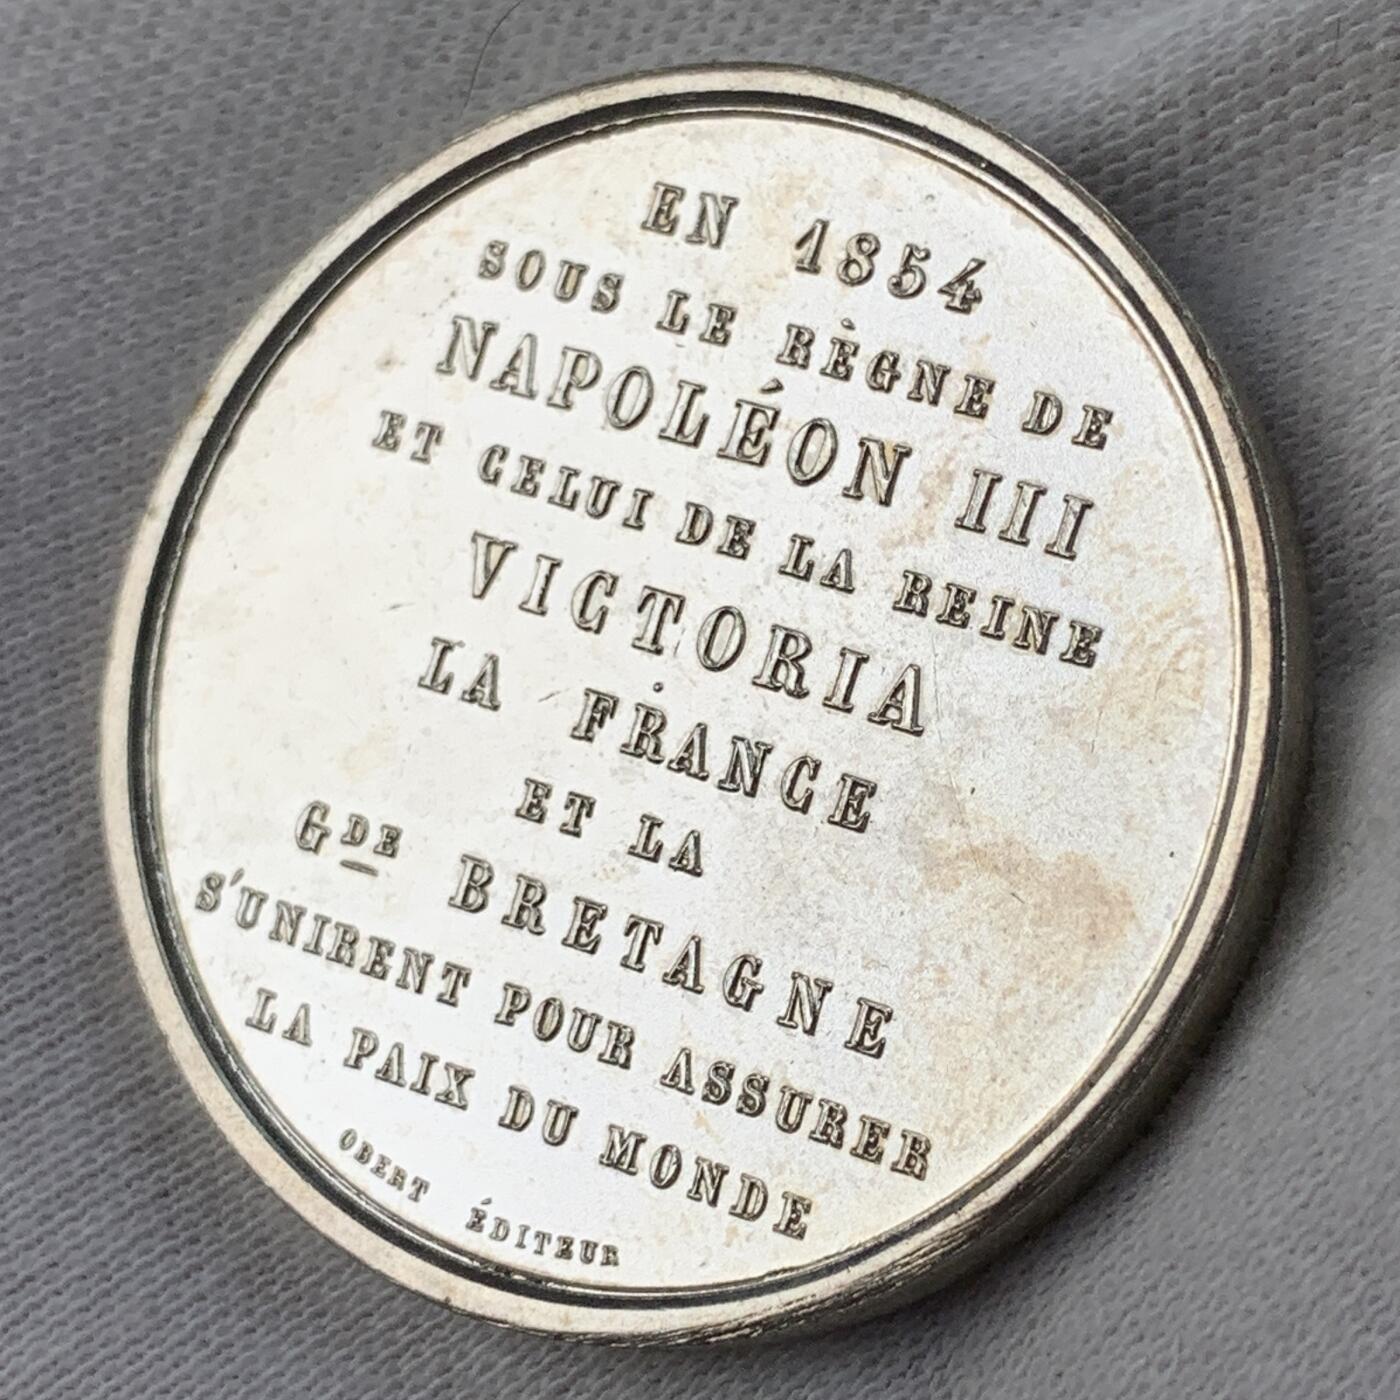 EN 1854
SOUS LE RÈGNE DE
NAPOLÉON III
ET CELUI DE LA REINE
VICTORIA
LA FRANCE
ET LA
GDE BRETAGNE
S'UNIRENT POUR ASSURER
LA PAIX DU MONDE
OBERT ÉDITEUR